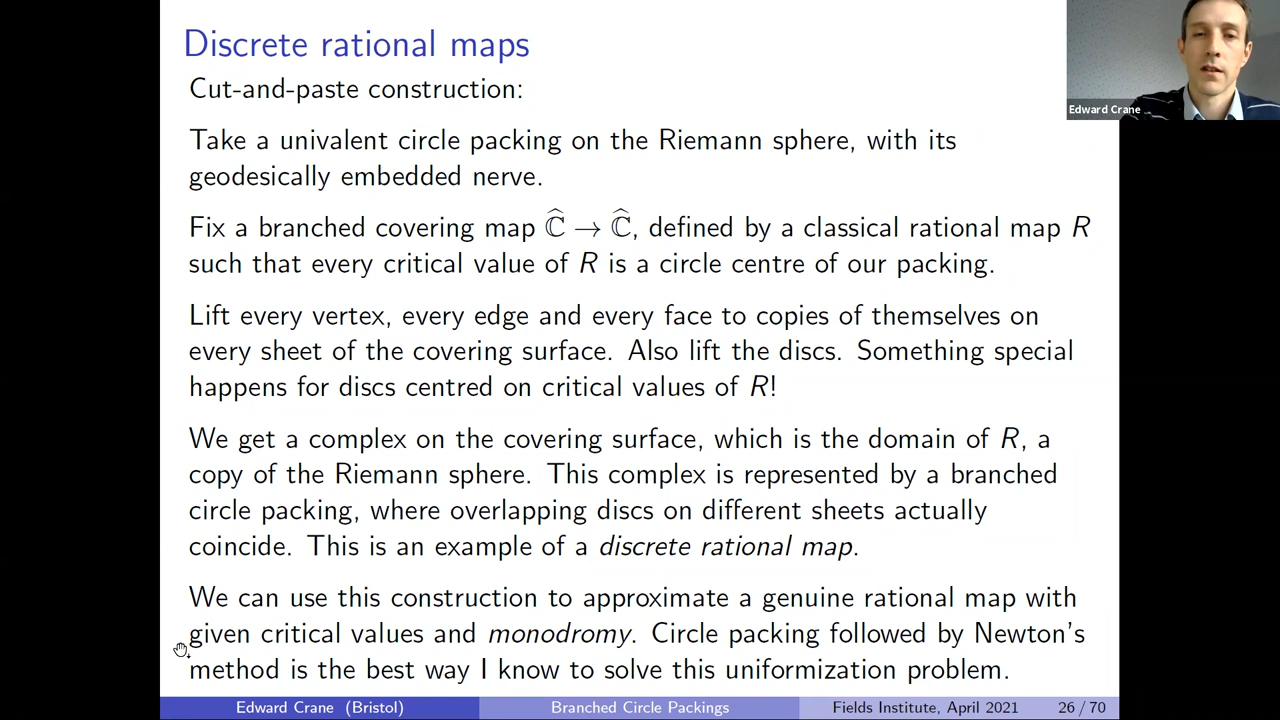 Discrete rational maps
Cut-and-paste construction:
Take a univalent circle packing on the Riemann sphere, with its
geodesically embedded nerve.
Fix a branched covering map ℂ̂ → ℂ̂, defined by a classical rational map R
such that every critical value of R is a circle centre of our packing.
Lift every vertex, every edge and every face to copies of themselves on
every sheet of the covering surface. Also lift the discs. Something special
happens for discs centred on critical values of R!
We get a complex on the covering surface, which is the domain of R, a
copy of the Riemann sphere. This complex is represented by a branched
circle packing, where overlapping discs on different sheets actually
coincide. This is an example of a discrete rational map.
We can use this construction to approximate a genuine rational map with
given critical values and monodromy. Circle packing followed by Newton's
method is the best way I know to solve this uniformization problem.
Edward Crane (Bristol) Branched Circle Packings Fields Institute, April 2021 26 / 70
Edward Crane